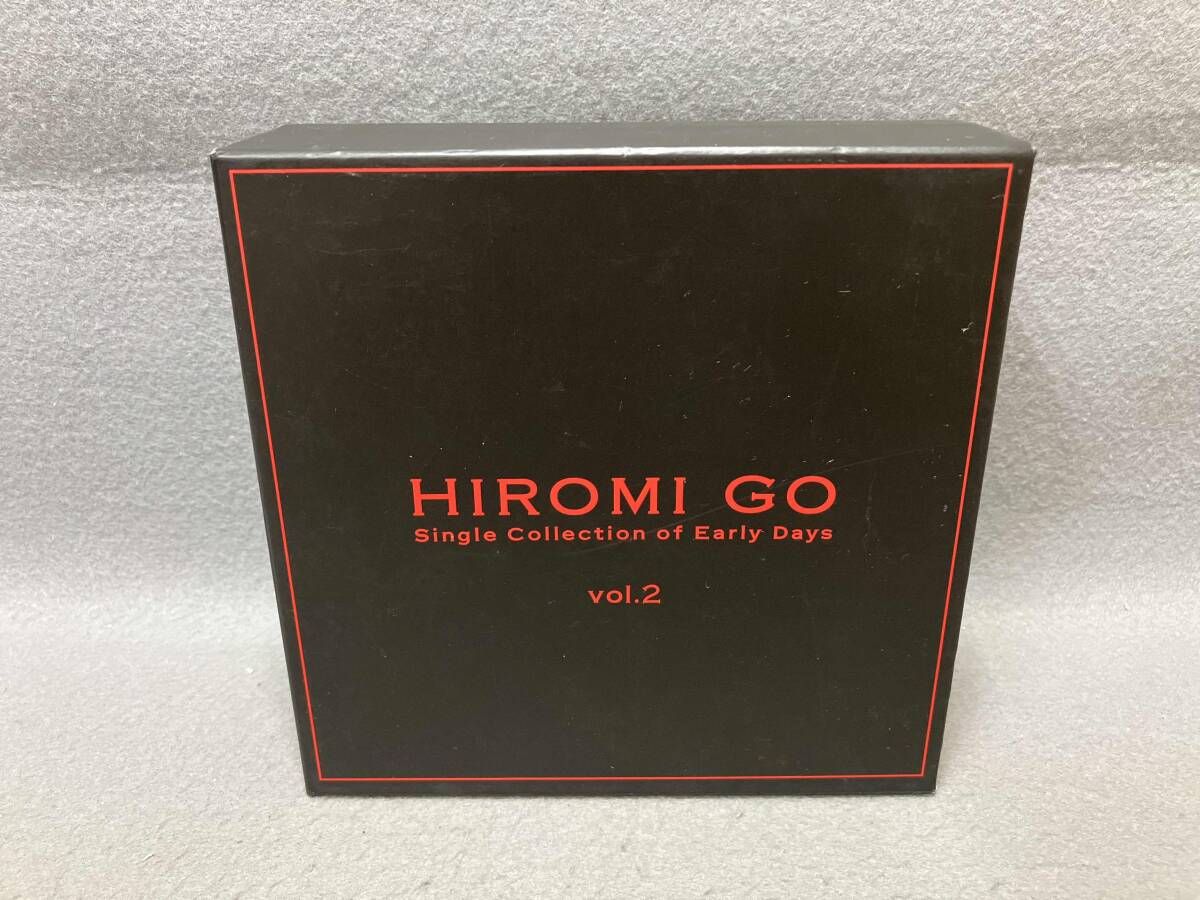 HIROMI GO
Single Collection of Early Days
vol.2